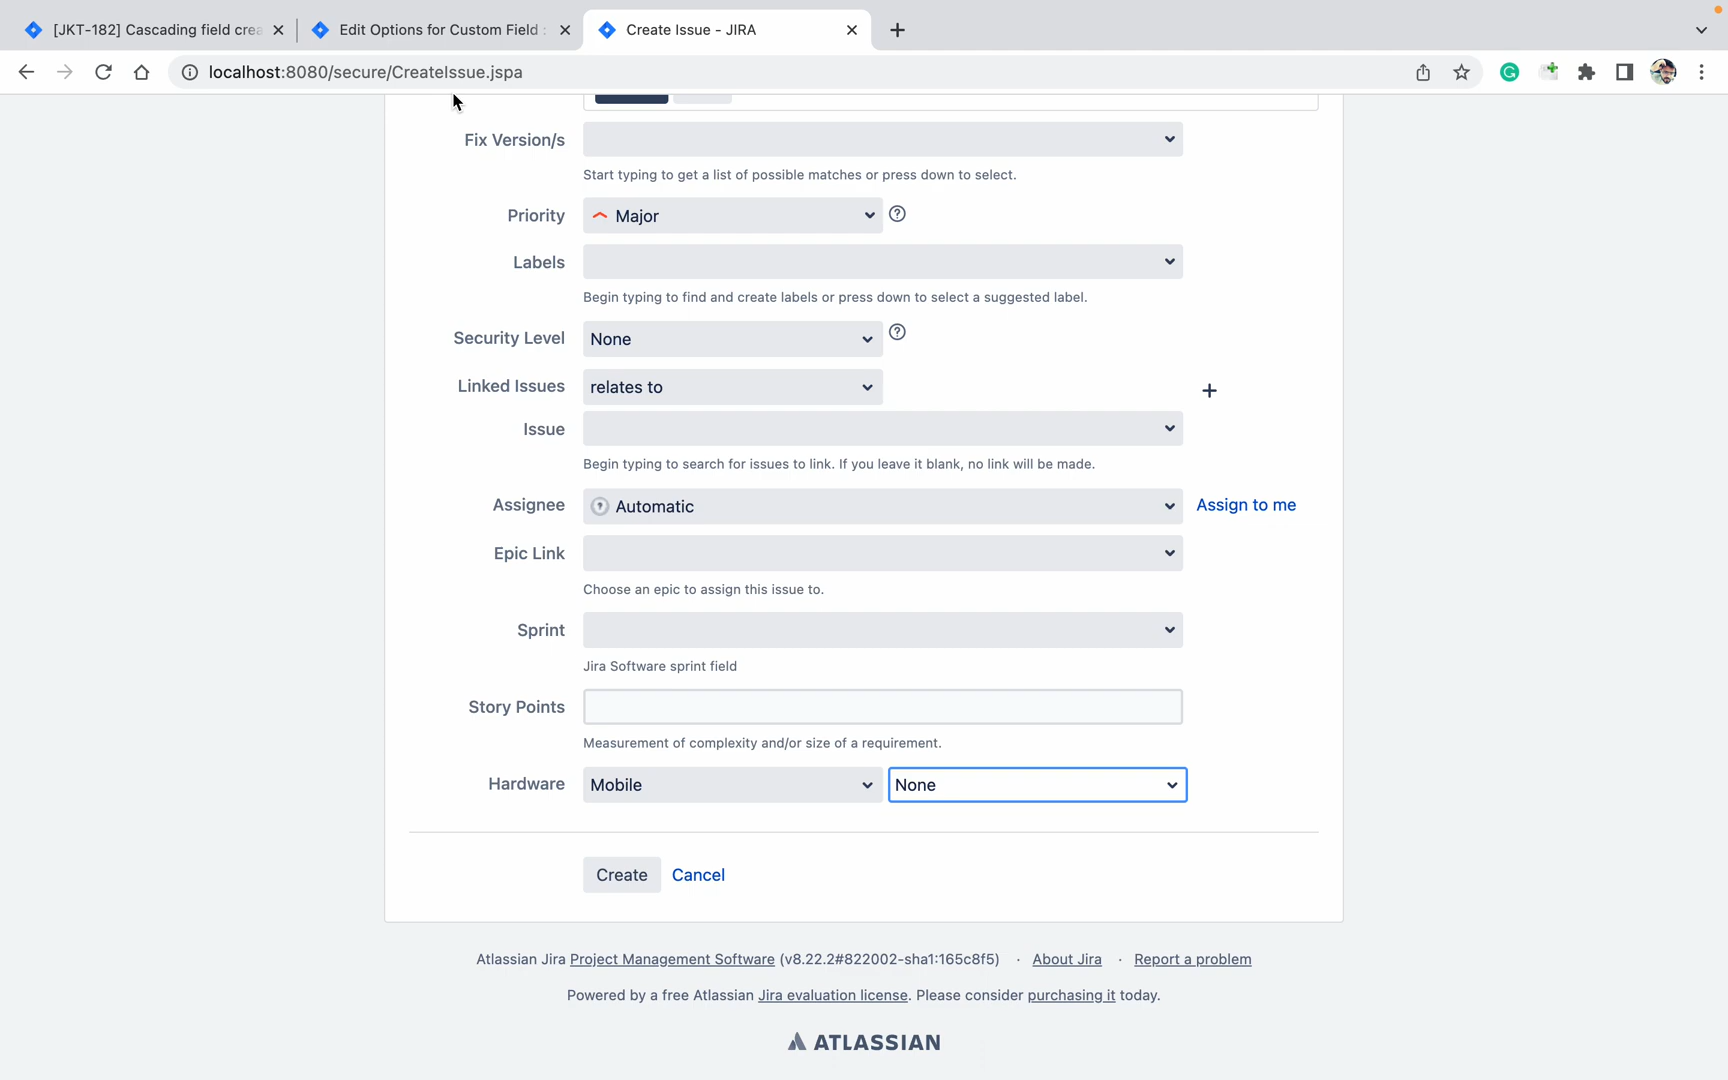 [JKT-182] Cascading field crea
Edit Options for Custom Field :
Create Issue - JIRA
localhost:8080/secure/CreateIssue.jspa
Fix Version/s
Start typing to get a list of possible matches or press down to select.
Priority Major
Labels
Begin typing to find and create labels or press down to select a suggested label.
Security Level None
Linked Issues relates to
Issue
Begin typing to search for issues to link. If you leave it blank, no link will be made.
Assignee Automatic Assign to me
Epic Link
Choose an epic to assign this issue to.
Sprint
Jira Software sprint field
Story Points
Measurement of complexity and/or size of a requirement.
Hardware Mobile None
Create Cancel
Atlassian Jira Project Management Software (v8.22.2#822002-sha1:165c8f5) · About Jira · Report a problem
Powered by a free Atlassian Jira evaluation license. Please consider purchasing it today.
ATLASSIAN